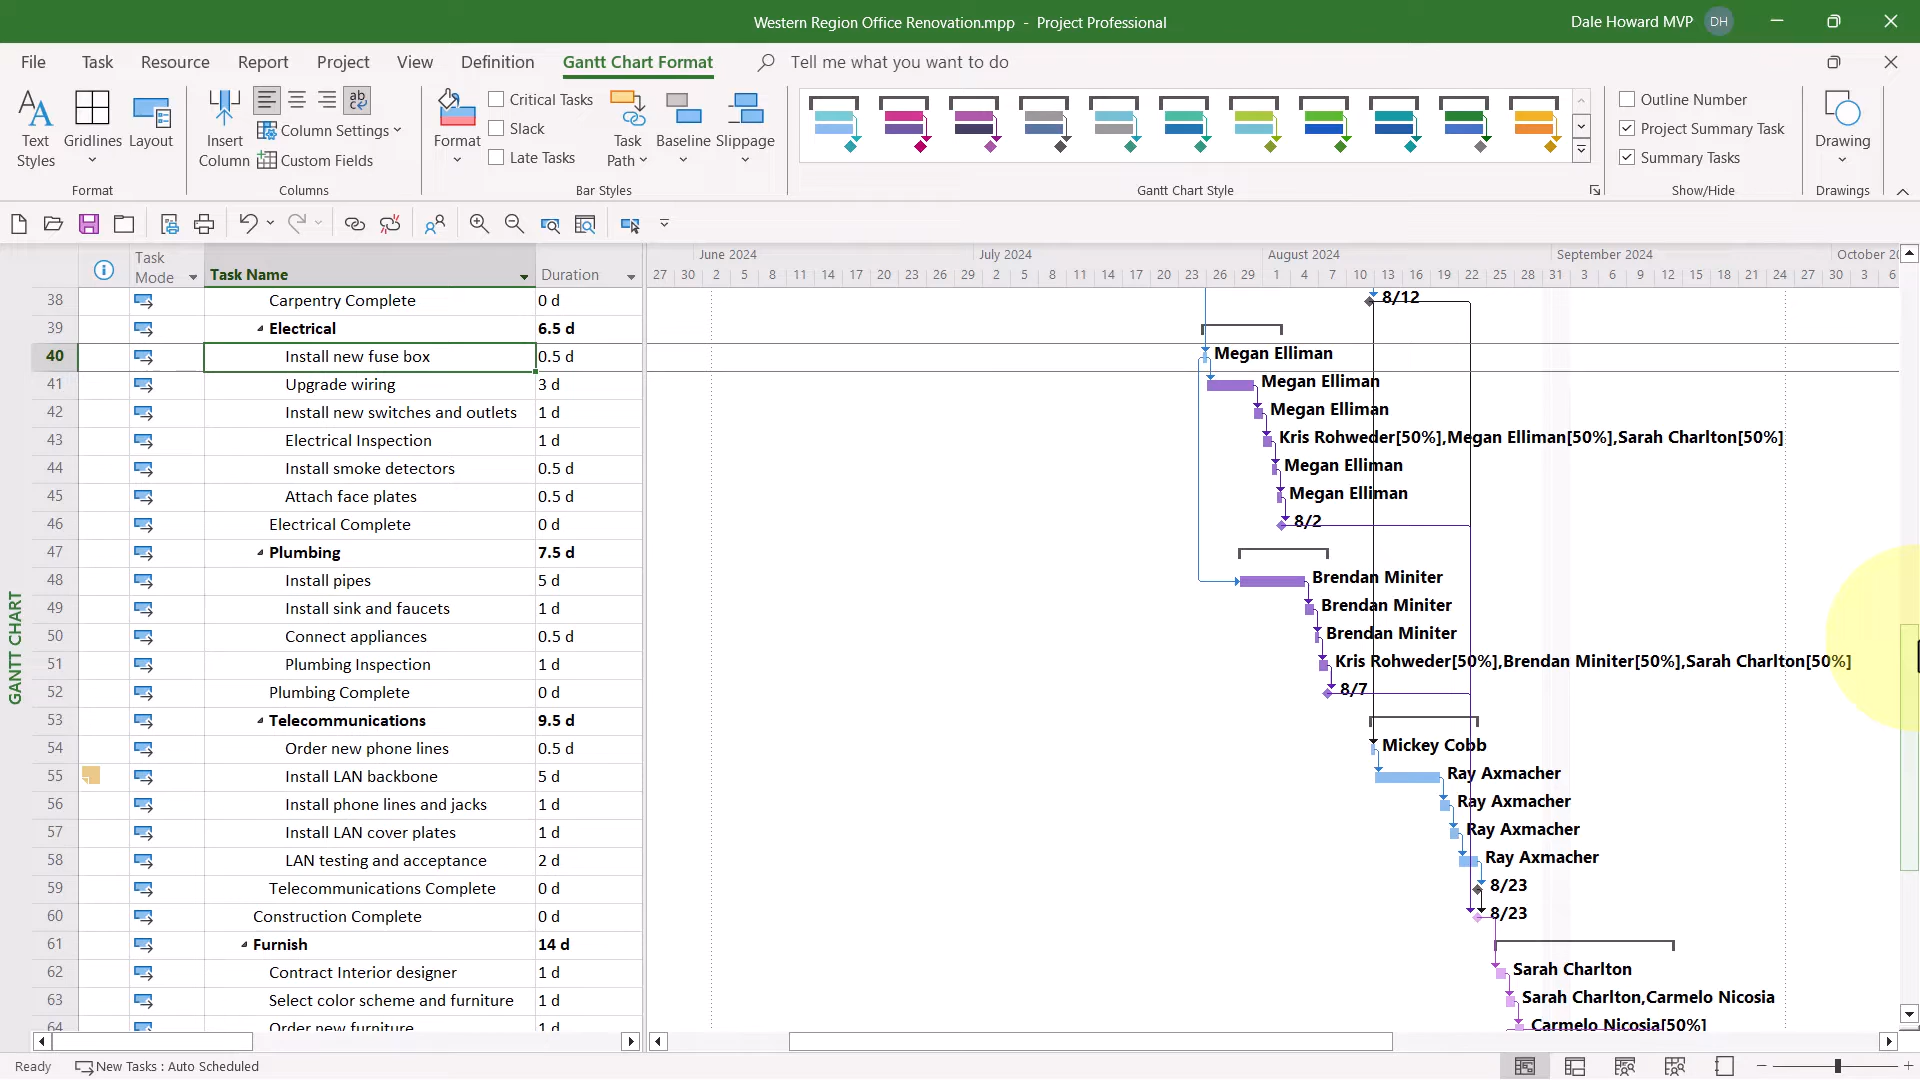 Western Region Office Renovation.mpp - Project Professional
Dale Howard MVP DH
File Task Resource Report Project View Definition Gantt Chart Format Tell me what you want to do
Text Styles
Gridlines
Layout
Format
Insert Column
Column Settings
Custom Fields
Columns
Format
Critical Tasks
Slack
Late Tasks
Task Path
Baseline
Slippage
Bar Styles
Gantt Chart Style
Outline Number
Project Summary Task
Summary Tasks
Show/Hide
Drawing
Drawings
Task Mode
Task Name
Duration
June 2024 July 2024 August 2024 September 2024 October 20
27 30 2 5 8 11 14 17 20 23 26 29 2 5 8 11 14 17 20 23 26 29 1 4 7 10 13 16 19 22 25 28 31 3 6 9 12 15 18 21 24 27 30 3 6
GANTT CHART
38 Carpentry Complete 0 d 8/12
39 Electrical 6.5 d
40 Install new fuse box 0.5 d Megan Elliman
41 Upgrade wiring 3 d Megan Elliman
42 Install new switches and outlets 1 d Megan Elliman
43 Electrical Inspection 1 d Kris Rohweder[50%],Megan Elliman[50%],Sarah Charlton[50%]
44 Install smoke detectors 0.5 d Megan Elliman
45 Attach face plates 0.5 d Megan Elliman
46 Electrical Complete 0 d 8/2
47 Plumbing 7.5 d
48 Install pipes 5 d Brendan Miniter
49 Install sink and faucets 1 d Brendan Miniter
50 Connect appliances 0.5 d Brendan Miniter
51 Plumbing Inspection 1 d Kris Rohweder[50%],Brendan Miniter[50%],Sarah Charlton[50%]
52 Plumbing Complete 0 d 8/7
53 Telecommunications 9.5 d
54 Order new phone lines 0.5 d Mickey Cobb
55 Install LAN backbone 5 d Ray Axmacher
56 Install phone lines and jacks 1 d Ray Axmacher
57 Install LAN cover plates 1 d Ray Axmacher
58 LAN testing and acceptance 2 d Ray Axmacher
59 Telecommunications Complete 0 d 8/23
60 Construction Complete 0 d 8/23
61 Furnish 14 d
62 Contract Interior designer 1 d Sarah Charlton
63 Select color scheme and furniture 1 d Sarah Charlton,Carmelo Nicosia
64 Order new furniture 1 d Carmelo Nicosia[50%]
Ready New Tasks : Auto Scheduled